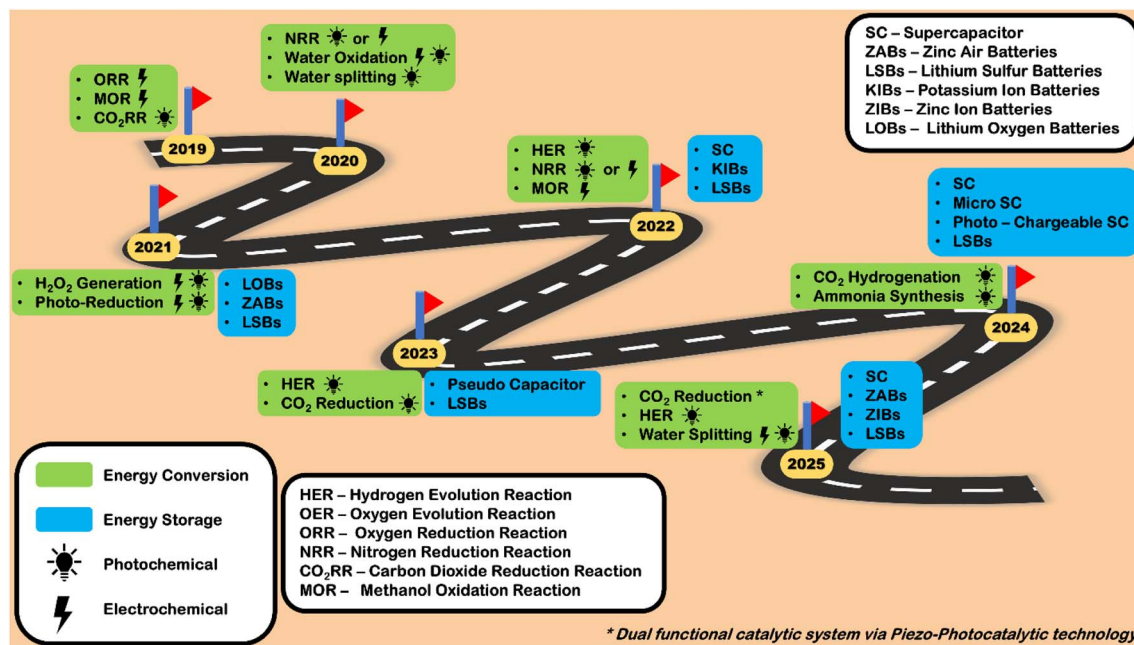 • NRR or
• Water Oxidation
• Water splitting
• ORR
• MOR
• CO₂RR
2019
2020
SC – Supercapacitor
ZABs – Zinc Air Batteries
LSBs – Lithium Sulfur Batteries
KIBs – Potassium Ion Batteries
ZIBs – Zinc Ion Batteries
LOBs – Lithium Oxygen Batteries
• HER
• NRR or
• MOR
• SC
• KIBs
• LSBs
2021
2022
• SC
• Micro SC
• Photo – Chargeable SC
• LSBs
• H₂O₂ Generation
• Photo-Reduction
• LOBs
• ZABs
• LSBs
• CO₂ Hydrogenation
• Ammonia Synthesis
2023
2024
• HER
• CO₂ Reduction
• Pseudo Capacitor
• LSBs
• CO₂ Reduction *
• HER
• Water Splitting
• SC
• ZABs
• ZIBs
• LSBs
2025
Energy Conversion
Energy Storage
Photochemical
Electrochemical
HER – Hydrogen Evolution Reaction
OER – Oxygen Evolution Reaction
ORR – Oxygen Reduction Reaction
NRR – Nitrogen Reduction Reaction
CO₂RR – Carbon Dioxide Reduction Reaction
MOR – Methanol Oxidation Reaction
* Dual functional catalytic system via Piezo-Photocatalytic technology